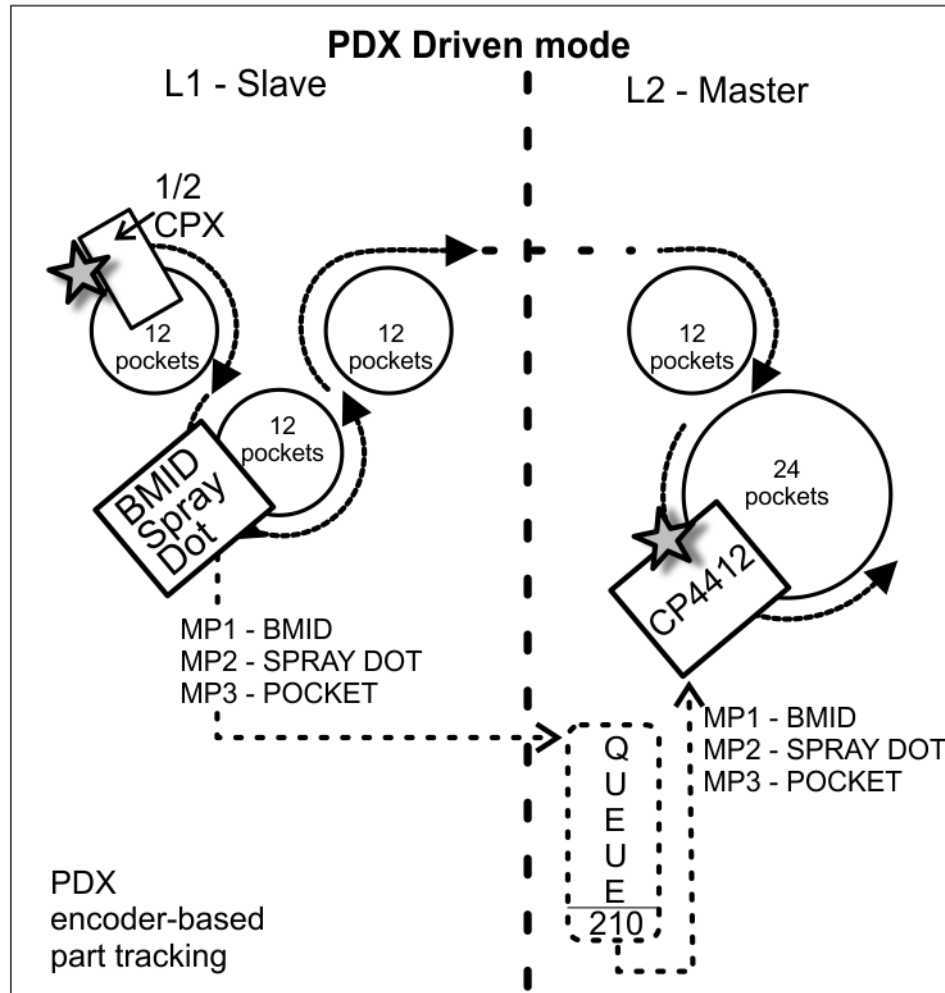 PDX Driven mode
L1 - Slave
L2 - Master
1/2
CPX
12
pockets
12
pockets
12
pockets
12
pockets
24
pockets
BMID
Spray
Dot
CP4412
MP1 - BMID
MP2 - SPRAY DOT
MP3 - POCKET
MP1 - BMID
MP2 - SPRAY DOT
MP3 - POCKET
Q
U
E
U
E
210
PDX
encoder-based
part tracking